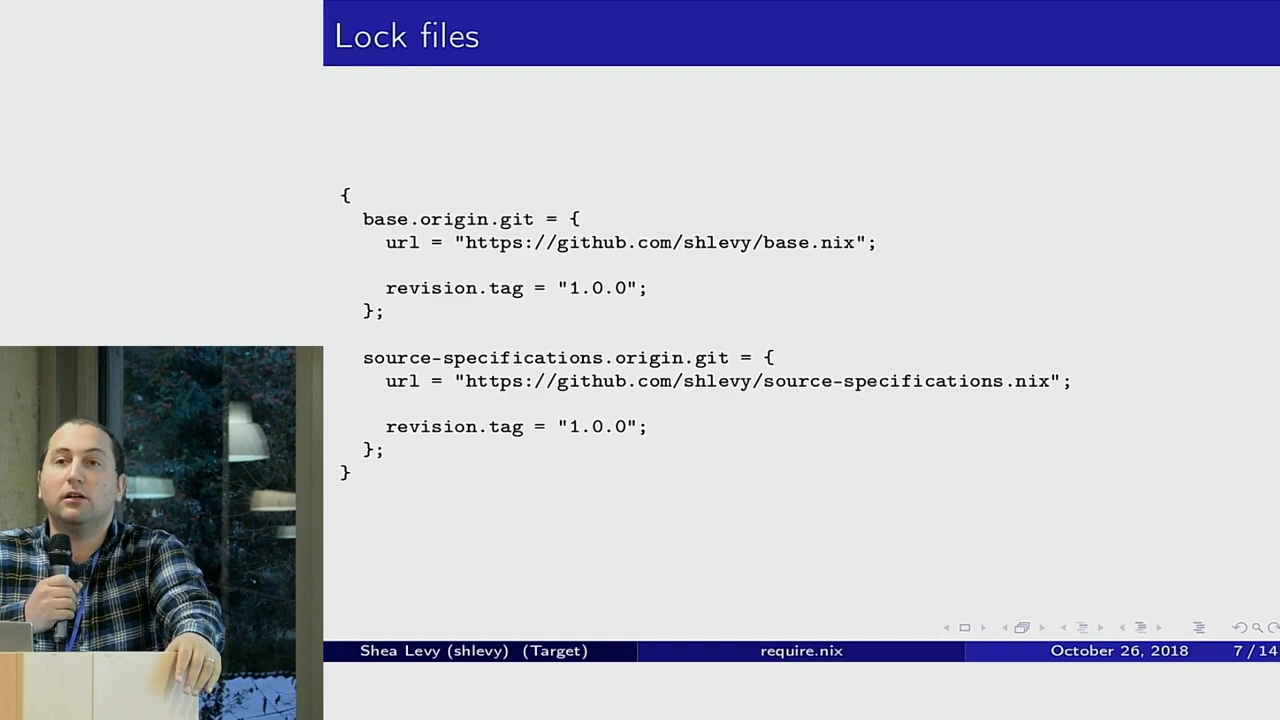 Lock files
{
base.origin.git = {
url = "https://github.com/shlevy/base.nix";
revision.tag = "1.0.0";
};
source-specifications.origin.git = {
url = "https://github.com/shlevy/source-specifications.nix";
revision.tag = "1.0.0";
};
}
Shea Levy (shlevy) (Target)
require.nix
October 26, 2018
7 / 14